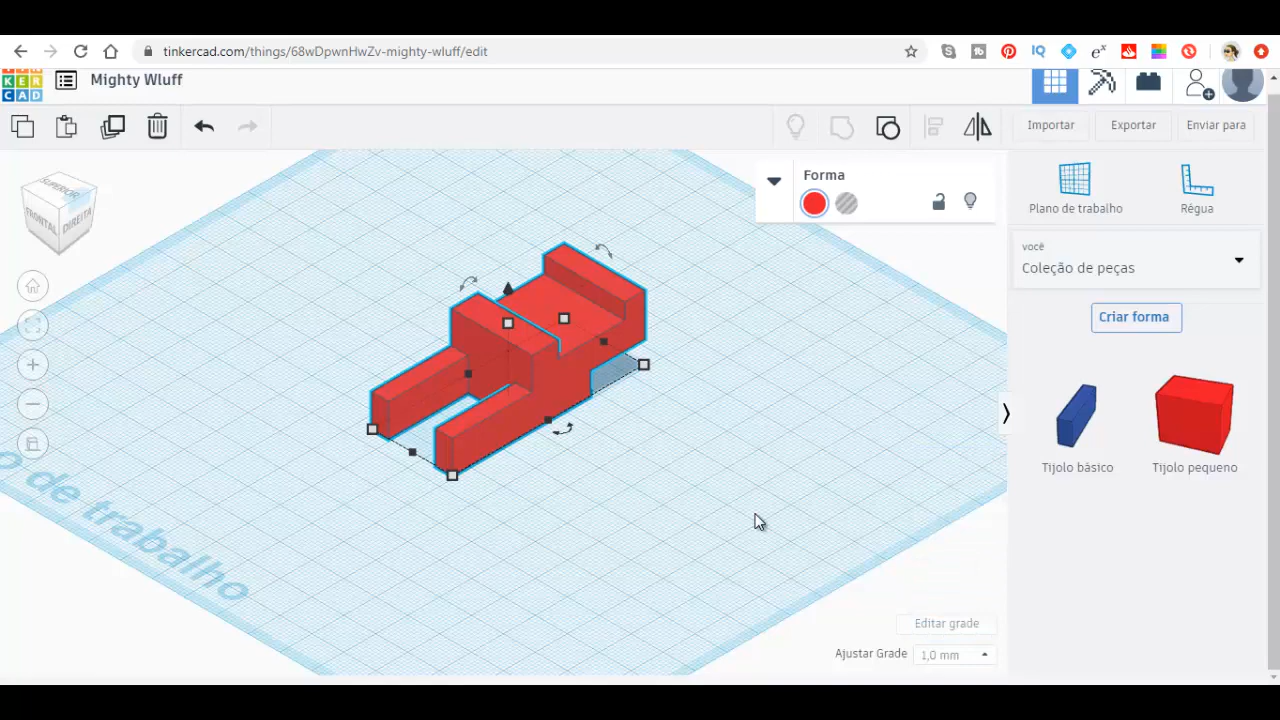 tinkercad.com/things/68wDpwnHwZv-mighty-wluff/edit
KER
CAD
Mighty Wluff
Importar
Exportar
Enviar para
SUPERIOR
FRONTAL
DIREITA
Forma
Plano de trabalho
Régua
você
Coleção de peças
Criar forma
Tijolo básico
Tijolo pequeno
o de trabalho
Editar grade
Ajustar Grade
1,0 mm